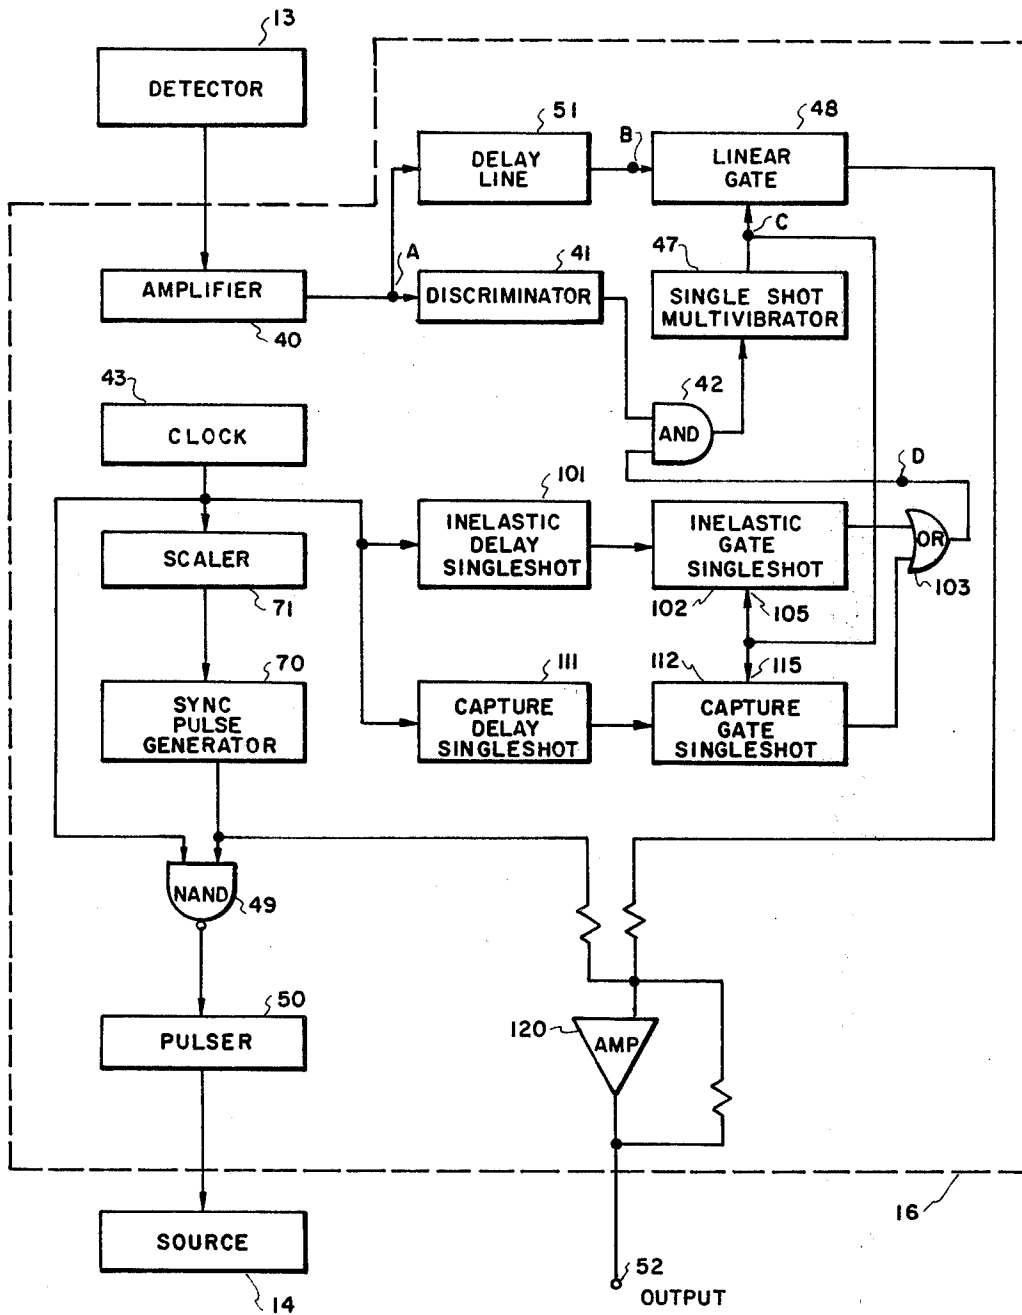 13
DETECTOR
51
DELAY
LINE
B
48
LINEAR
GATE
C
A
AMPLIFIER
40
41
DISCRIMINATOR
47
SINGLE SHOT
MULTIVIBRATOR
43
CLOCK
42
AND
D
101
INELASTIC
DELAY
SINGLESHOT
INELASTIC
GATE
SINGLESHOT
102
105
OR
103
SCALER
71
70
SYNC
PULSE
GENERATOR
111
CAPTURE
DELAY
SINGLESHOT
112
115
CAPTURE
GATE
SINGLESHOT
NAND
49
50
PULSER
120
AMP
SOURCE
14
16
52
OUTPUT